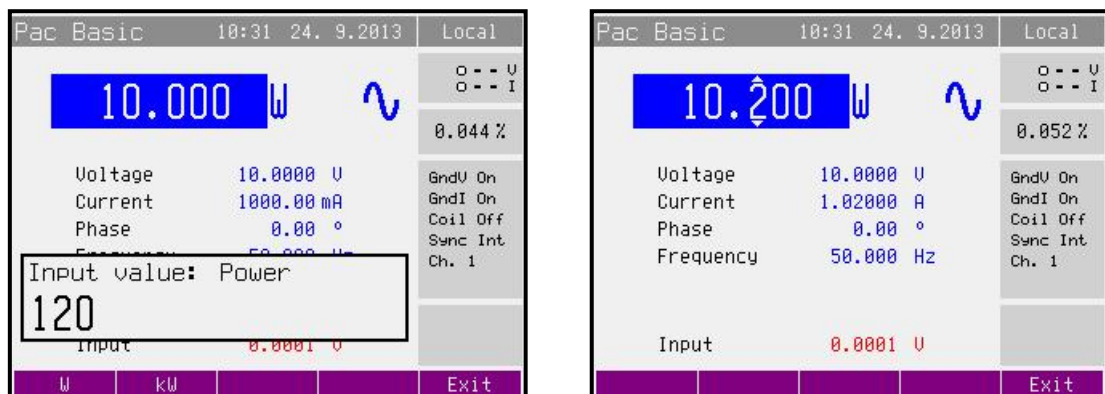 Pac Basic 10:31 24. 9.2013 Local
o-- V
o-- I
10.000 W
0.044 %
Voltage 10.0000 V
Current 1000.00 mA
Phase 0.00 °
Frequency 50.000 Hz
GndV On
GndI On
Coil Off
Sync Int
Ch. 1
Input value: Power
120
Input 0.0001 V
W kW Exit
Pac Basic 10:31 24. 9.2013 Local
o-- V
o-- I
10.200 W
0.052 %
Voltage 10.0000 V
Current 1.02000 A
Phase 0.00 °
Frequency 50.000 Hz
GndV On
GndI On
Coil Off
Sync Int
Ch. 1
Input 0.0001 V
Exit